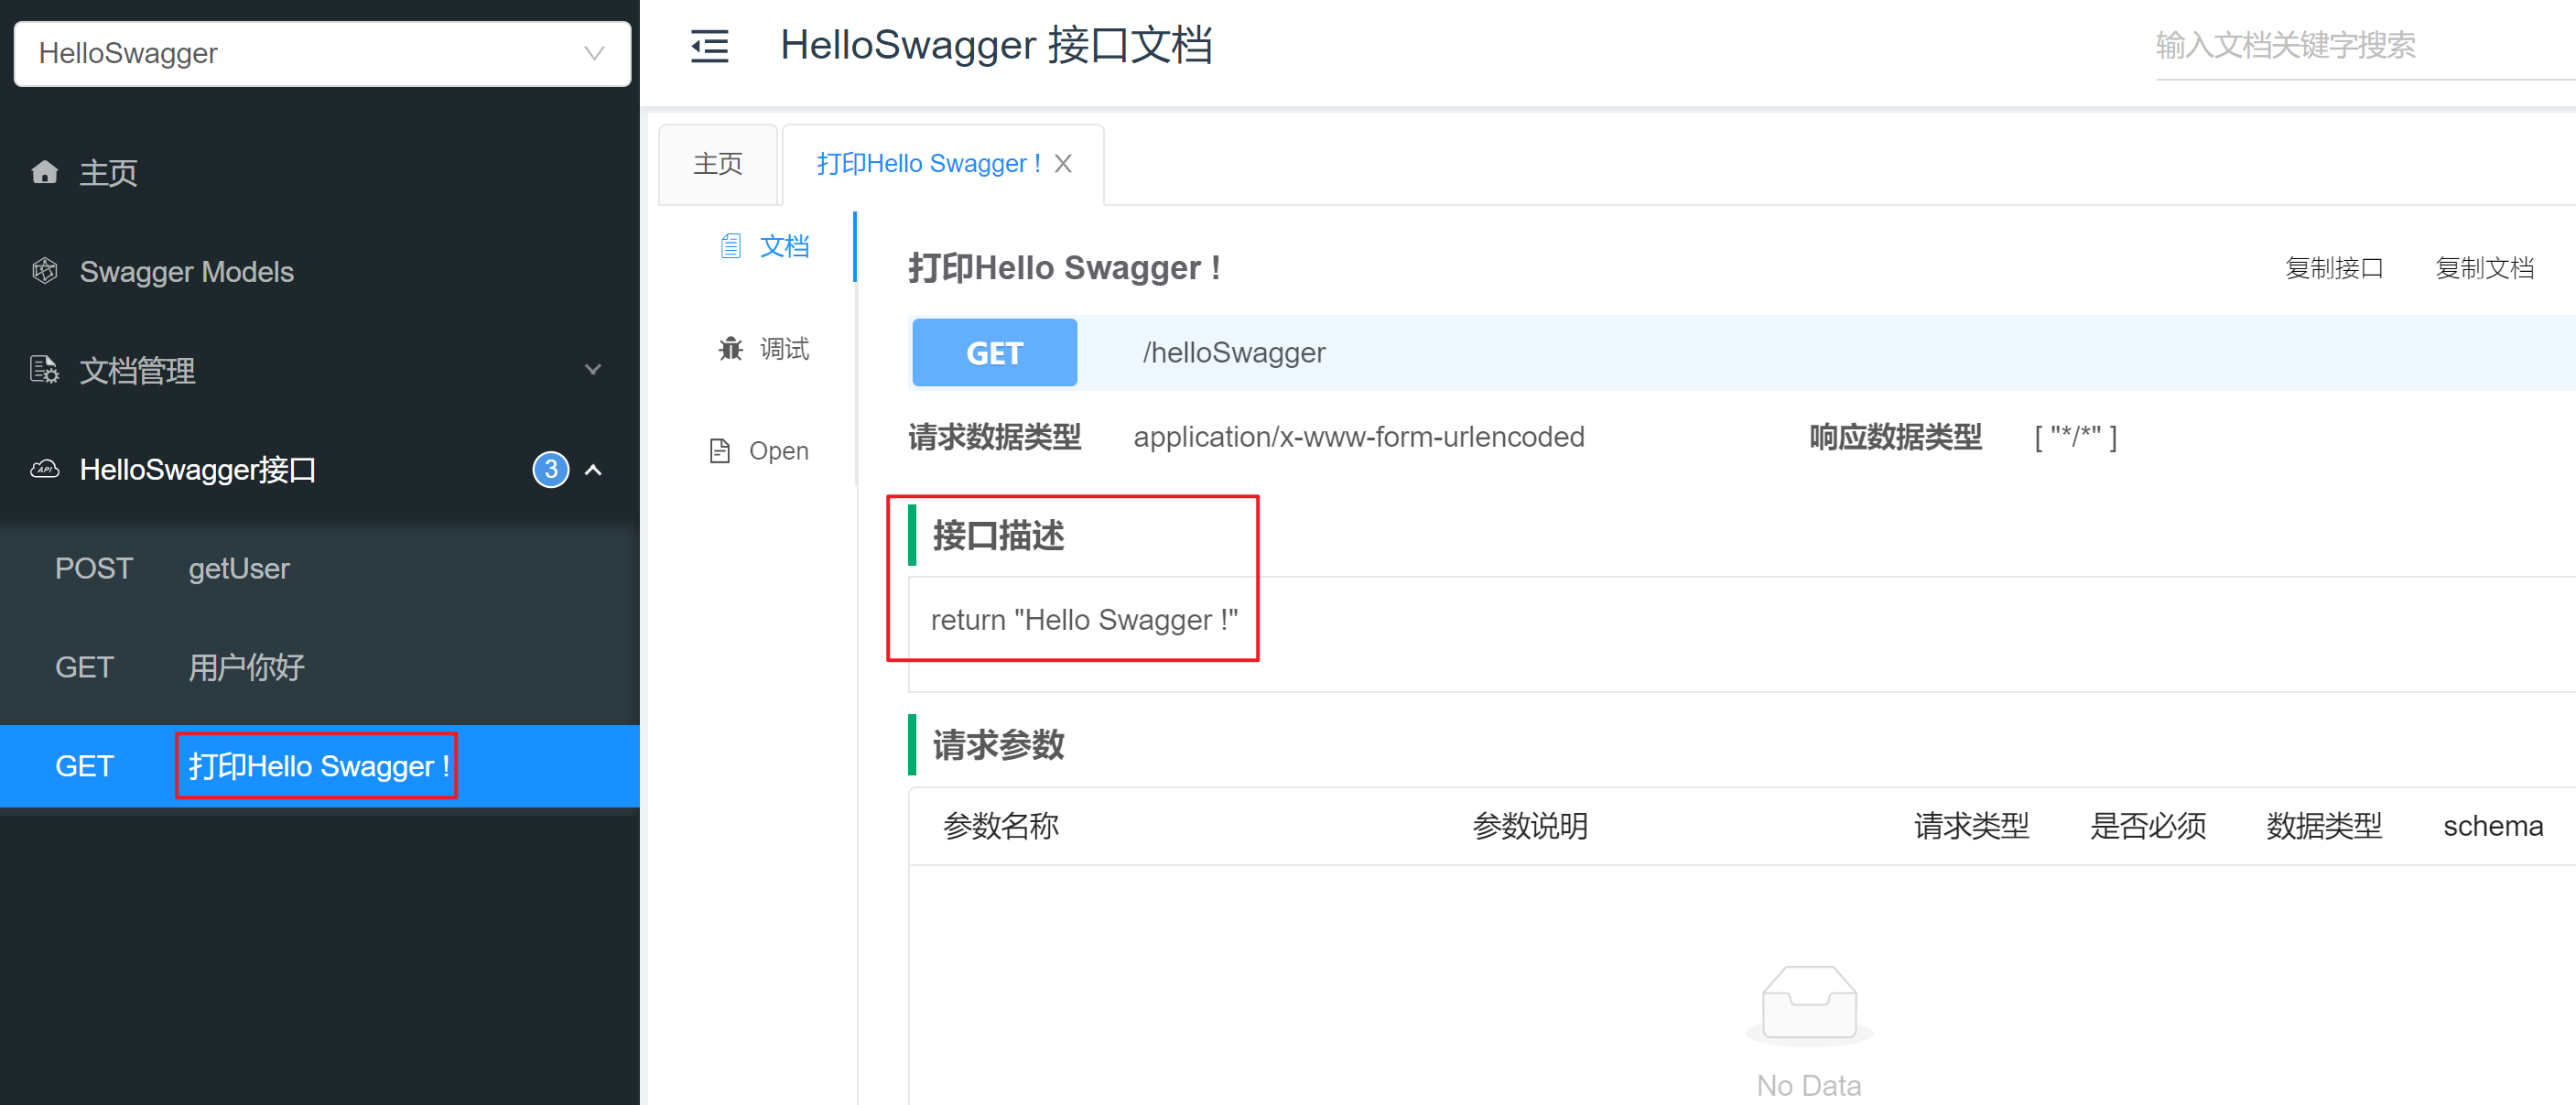 HelloSwagger
主页
Swagger Models
文档管理
HelloSwagger接口 3
POST getUser
GET 用户你好
GET 打印Hello Swagger !
HelloSwagger 接口文档
输入文档关键字搜索
主页 打印Hello Swagger ! X
文档
调试
Open
打印Hello Swagger !
复制接口 复制文档
GET /helloSwagger
请求数据类型 application/x-www-form-urlencoded 响应数据类型 [ "*/*" ]
接口描述
return "Hello Swagger !"
请求参数
参数名称 参数说明 请求类型 是否必须 数据类型 schema
No Data